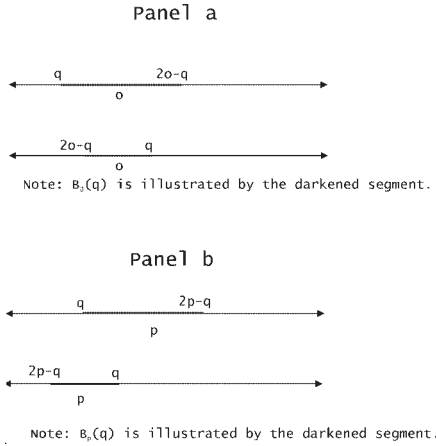 Panel a
q 2o-q
o
2o-q q
o
Note: B₀(q) is illustrated by the darkened segment.
Panel b
q 2p-q
p
2p-q q
p
Note: Bₚ(q) is illustrated by the darkened segment.